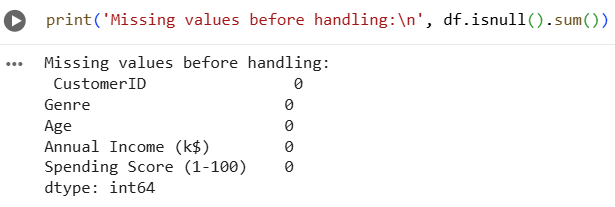 print('Missing values before handling:\n', df.isnull().sum())
Missing values before handling:
 CustomerID                0
Genre                     0
Age                       0
Annual Income (k$)        0
Spending Score (1-100)    0
dtype: int64